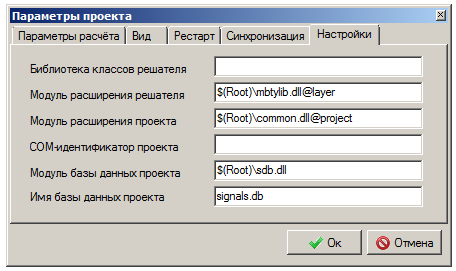 Параметры проекта
Параметры расчёта Вид Рестарт Синхронизация Настройки
Библиотека классов решателя
Модуль расширения решателя $(Root)\mbtylib.dll@layer
Модуль расширения проекта $(Root)\common.dll@project
COM-идентификатор проекта
Модуль базы данных проекта $(Root)\sdb.dll
Имя базы данных проекта signals.db
Ок Отмена